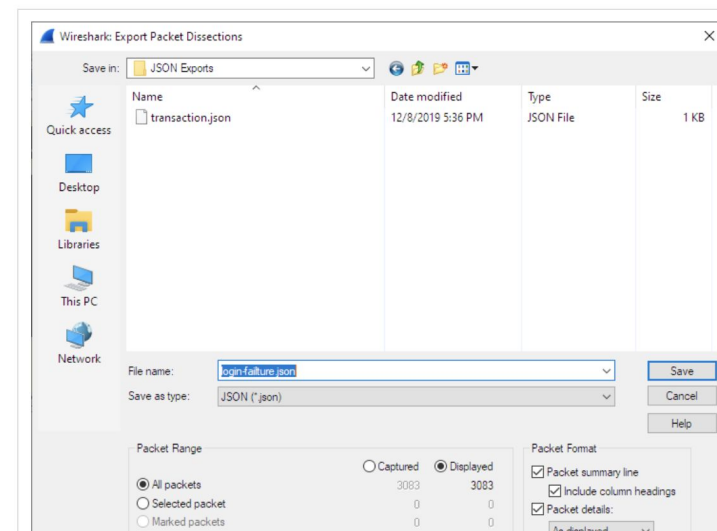 Wireshark: Export Packet Dissections
Save in: JSON Exports
Name Date modified Type Size
transaction.json 12/8/2019 5:36 PM JSON File 1 KB
Quick access
Desktop
Libraries
This PC
Network
File name: login-failture.json Save
Save as type: JSON (*.json) Cancel
Help
Packet Range Packet Format
Captured Displayed
Packet summary line
All packets 3083 3083
Include column headings
Selected packet 0 0
Packet details:
Marked packets 0 0
As displayed